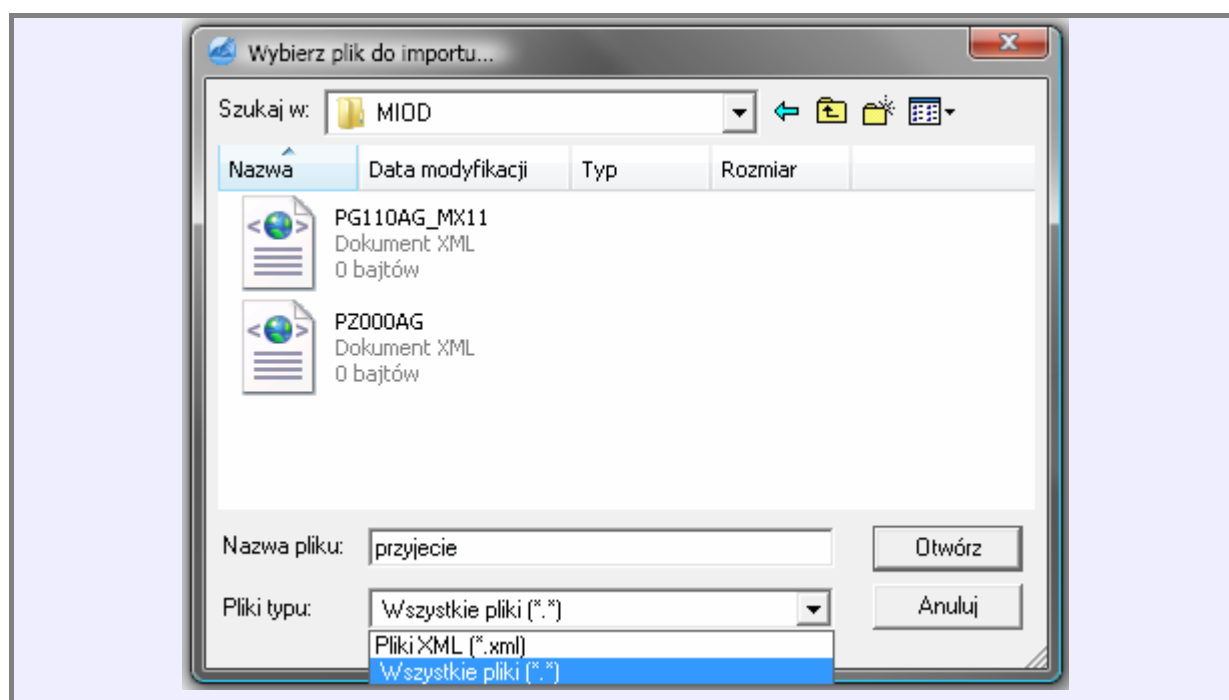 Wybierz plik do importu...
Szukaj w: MIOD
Nazwa Data modyfikacji Typ Rozmiar
PG110AG_MX11
Dokument XML
0 bajtów
PZ000AG
Dokument XML
0 bajtów
Nazwa pliku: przyjecie Otwórz
Pliki typu: Wszystkie pliki (*.*) Anuluj
Pliki XML (*.xml)
Wszystkie pliki (*.*)